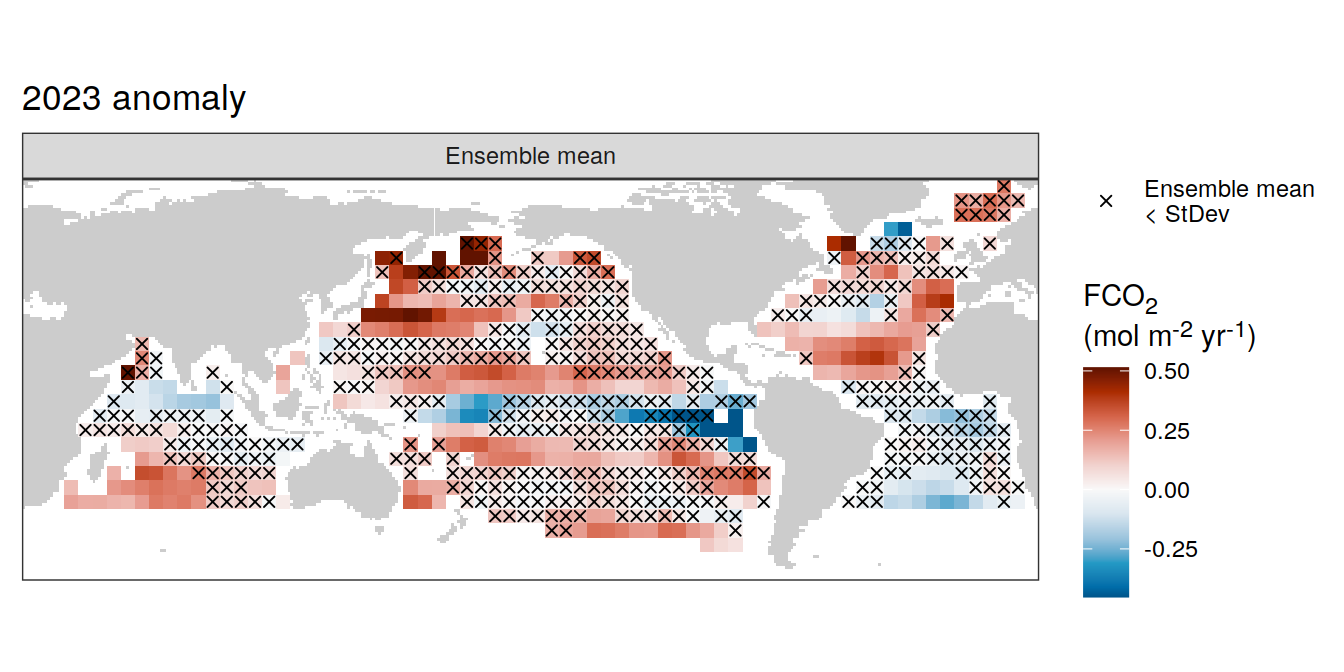 2023 anomaly
Ensemble mean
Ensemble mean
< StDev
FCO₂
(mol m⁻² yr⁻¹)
0.50
0.25
0.00
-0.25